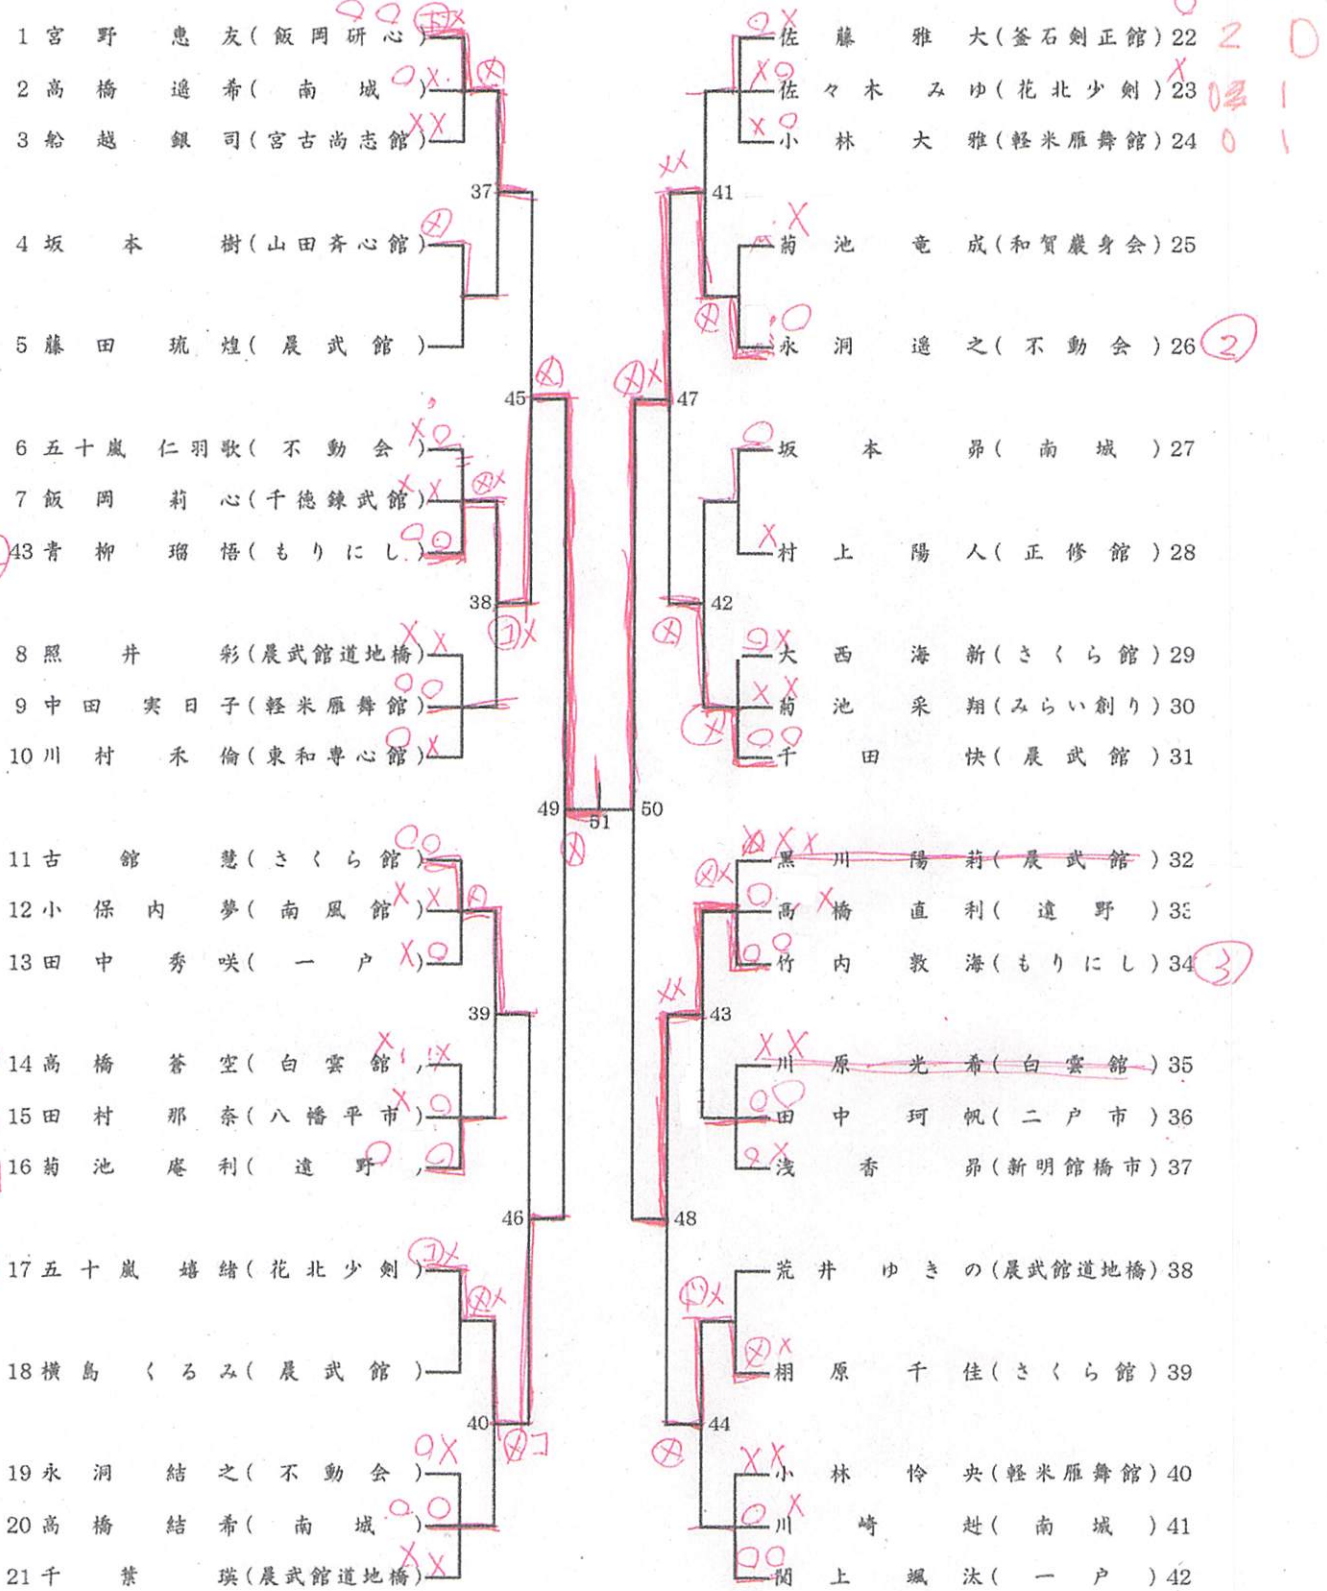 1 宮野 恵友(飯岡研心)
2 高橋 遥希(南城)
3 船越 銀司(宮古尚志館)
37
4 坂本 樹(山田斉心館)
5 藤田 琉煌(晨武館)
45
6 五十嵐 仁羽歌(不動会)
7 飯岡 莉心(千徳錬武館)
43 青柳 瑠悟(もりにし)
38
8 照井 彩(晨武館道地橋)
9 中田 実日子(軽米雁舞館)
10 川村 禾倫(東和専心館)
49
51
11 古舘 慧(さくら館)
12 小保内 夢(南風館)
13 田中 秀咲(一戸)
39
14 高橋 蒼空(白雲館)
15 田村 那奈(八幡平市)
16 菊池 庵利(遠野)
46
17 五十嵐 嬉緒(花北少剣)
18 横島 くるみ(晨武館)
40
19 永洞 結之(不動会)
20 高橋 結希(南城)
21 千葉 瑛(晨武館道地橋)
佐藤 雅大(釜石剣正館) 22 2 0
佐々木 みゆ(花北少剣) 23 1
小林 大雅(軽米雁舞館) 24 0 1
41
菊池 竜成(和賀巌身会) 25
永洞 遥之(不動会) 26 ②
47
坂本 昴(南城) 27
村上 陽人(正修館) 28
42
大西 海新(さくら館) 29
菊池 采翔(みらい創り) 30
千田 快(晨武館) 31
50
黒川 陽莉(晨武館) 32
高橋 直利(遠野) 33
竹内 敦海(もりにし) 34 ③
43
川原 光希(白雲館) 35
田中 珂帆(二戸市) 36
浅香 昴(新明館橋市) 37
48
荒井 ゆきの(晨武館道地橋) 38
栩原 千佳(さくら館) 39
44
小林 怜央(軽米雁舞館) 40
川崎 赳(南城) 41
関上 颯汰(一戸) 42